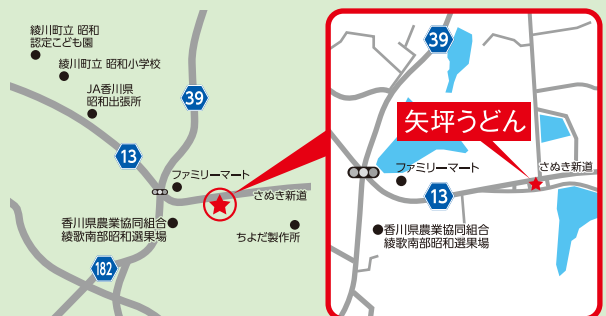 綾川町立 昭和
認定こども園
綾川町立 昭和小学校
JA香川県
昭和出張所
39
13
ファミリーマート
さぬき新道
香川県農業協同組合
綾歌南部昭和選果場
ちよだ製作所
182
39
矢坪うどん
ファミリーマート
さぬき新道
13
香川県農業協同組合
綾歌南部昭和選果場